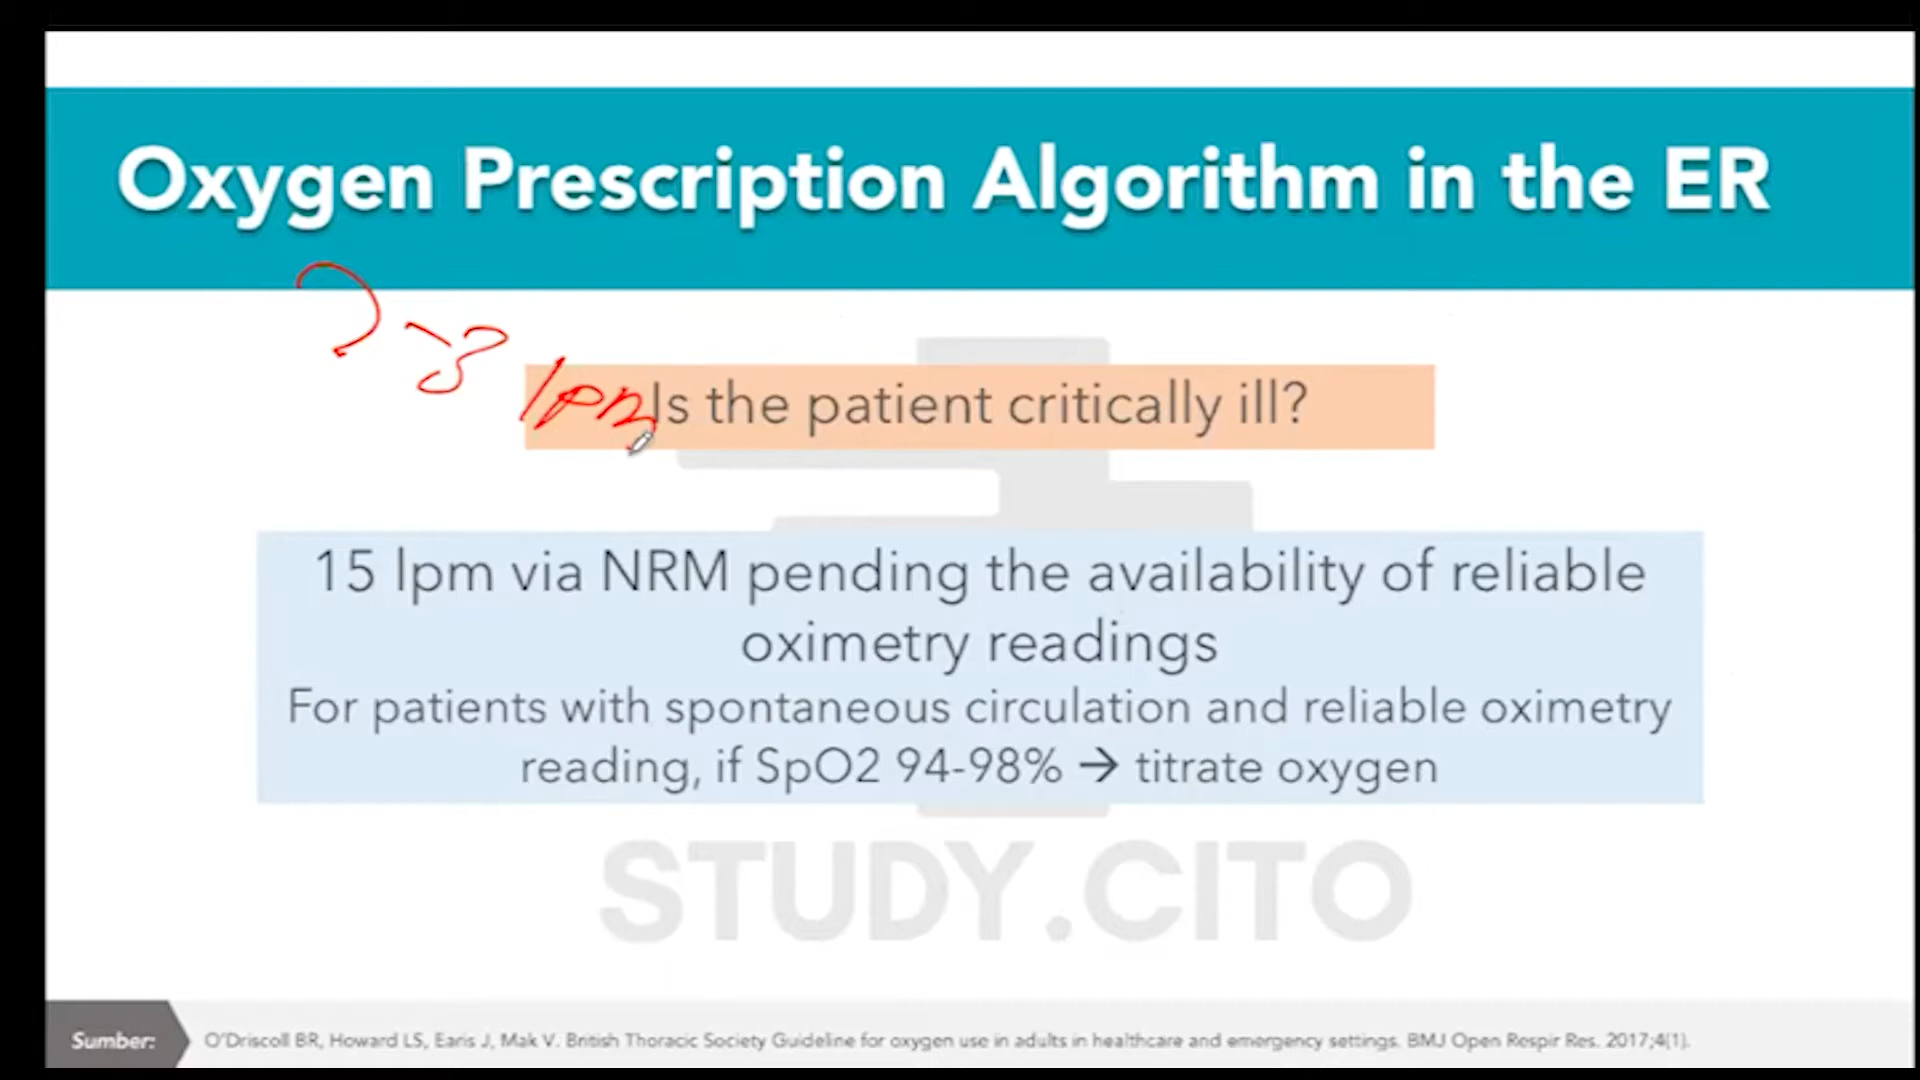 Oxygen Prescription Algorithm in the ER
2-3 lpm
Is the patient critically ill?
15 lpm via NRM pending the availability of reliable
oximetry readings
For patients with spontaneous circulation and reliable oximetry
reading, if SpO2 94-98% → titrate oxygen
STUDY.CITO
Sumber:
O'Driscoll BR, Howard LS, Earis J, Mak V. British Thoracic Society Guideline for oxygen use in adults in healthcare and emergency settings. BMJ Open Respir Res. 2017;4(1).